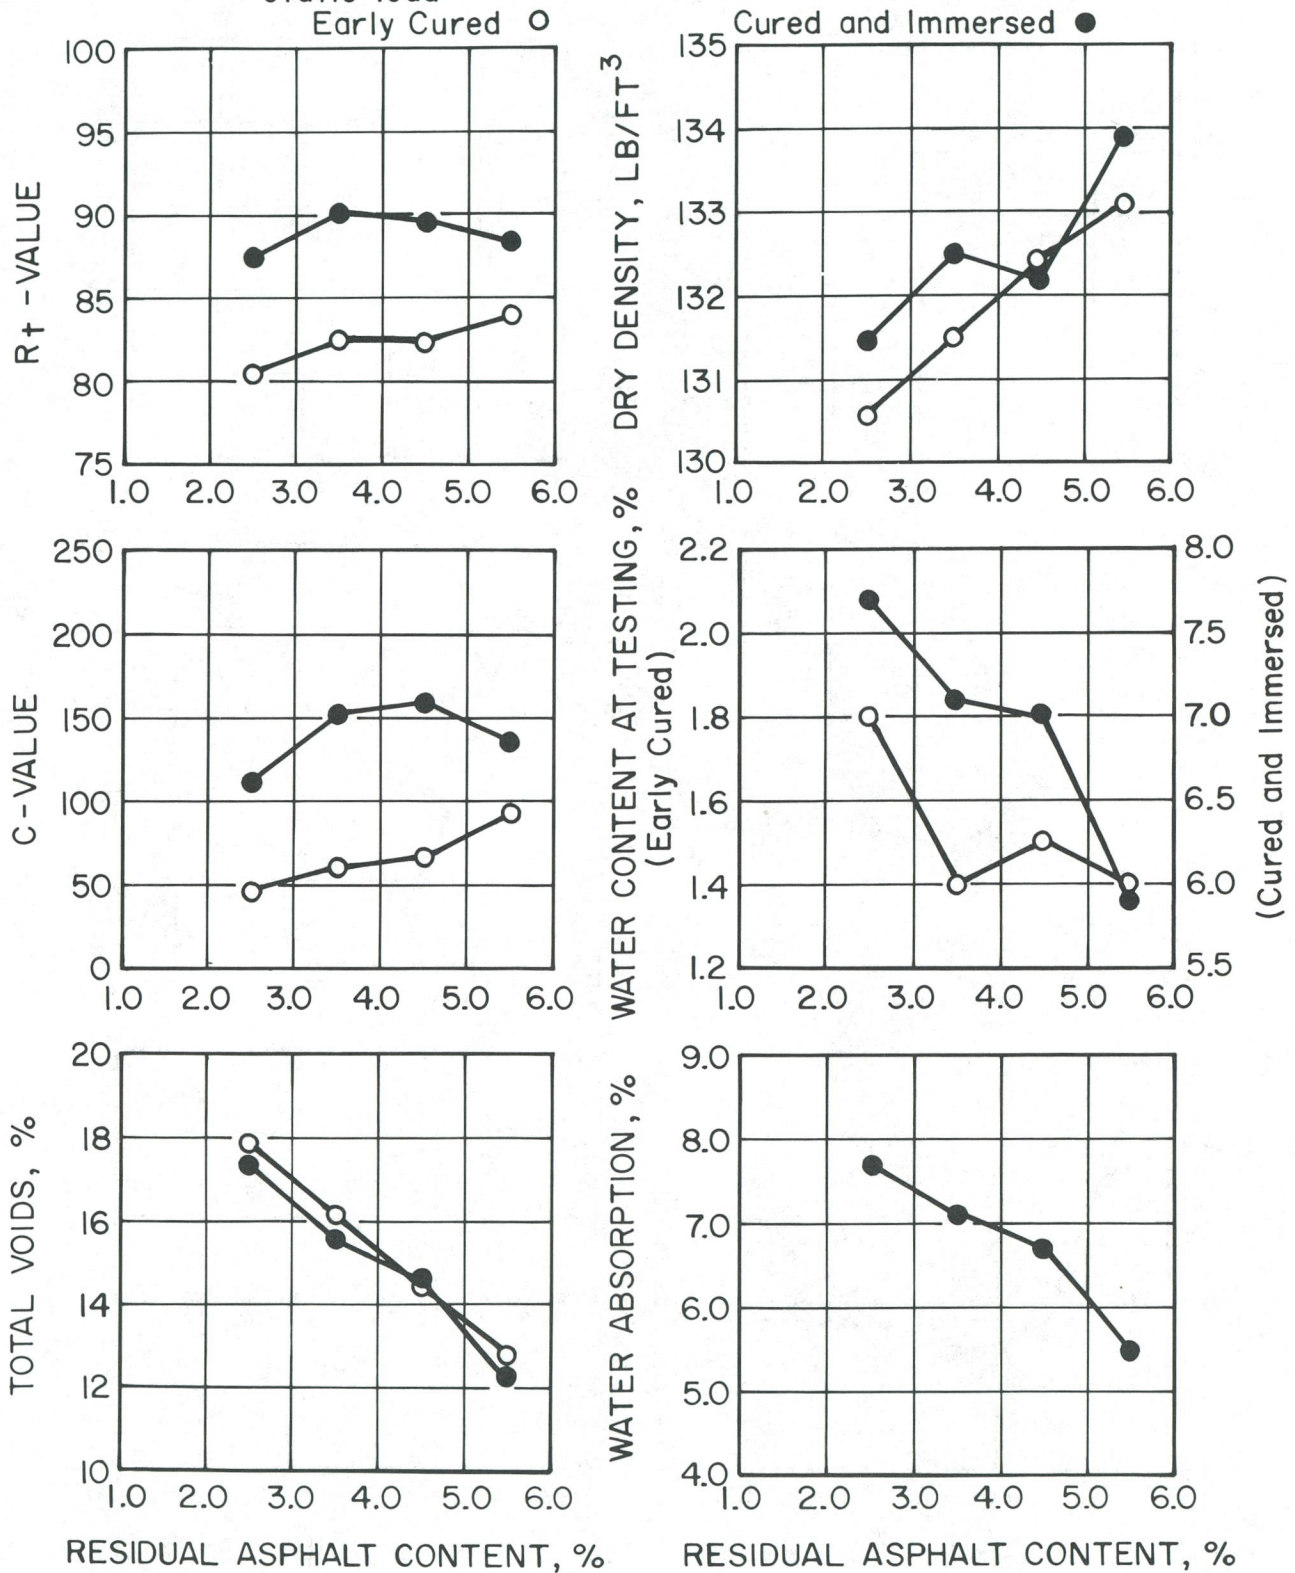 Early Cured
Cured and Immersed
100
95
90
85
80
75
1.0 2.0 3.0 4.0 5.0 6.0
Rt-VALUE
135
134
133
132
131
130
1.0 2.0 3.0 4.0 5.0 6.0
DRY DENSITY, LB/FT3
250
200
150
100
50
0
1.0 2.0 3.0 4.0 5.0 6.0
C-VALUE
2.2
2.0
1.8
1.6
1.4
1.2
1.0 2.0 3.0 4.0 5.0 6.0
WATER CONTENT AT TESTING, %
(Early Cured)
8.0
7.5
7.0
6.5
6.0
5.5
(Cured and Immersed)
20
18
16
14
12
10
1.0 2.0 3.0 4.0 5.0 6.0
TOTAL VOIDS, %
RESIDUAL ASPHALT CONTENT, %
9.0
8.0
7.0
6.0
5.0
4.0
1.0 2.0 3.0 4.0 5.0 6.0
WATER ABSORPTION, %
RESIDUAL ASPHALT CONTENT, %